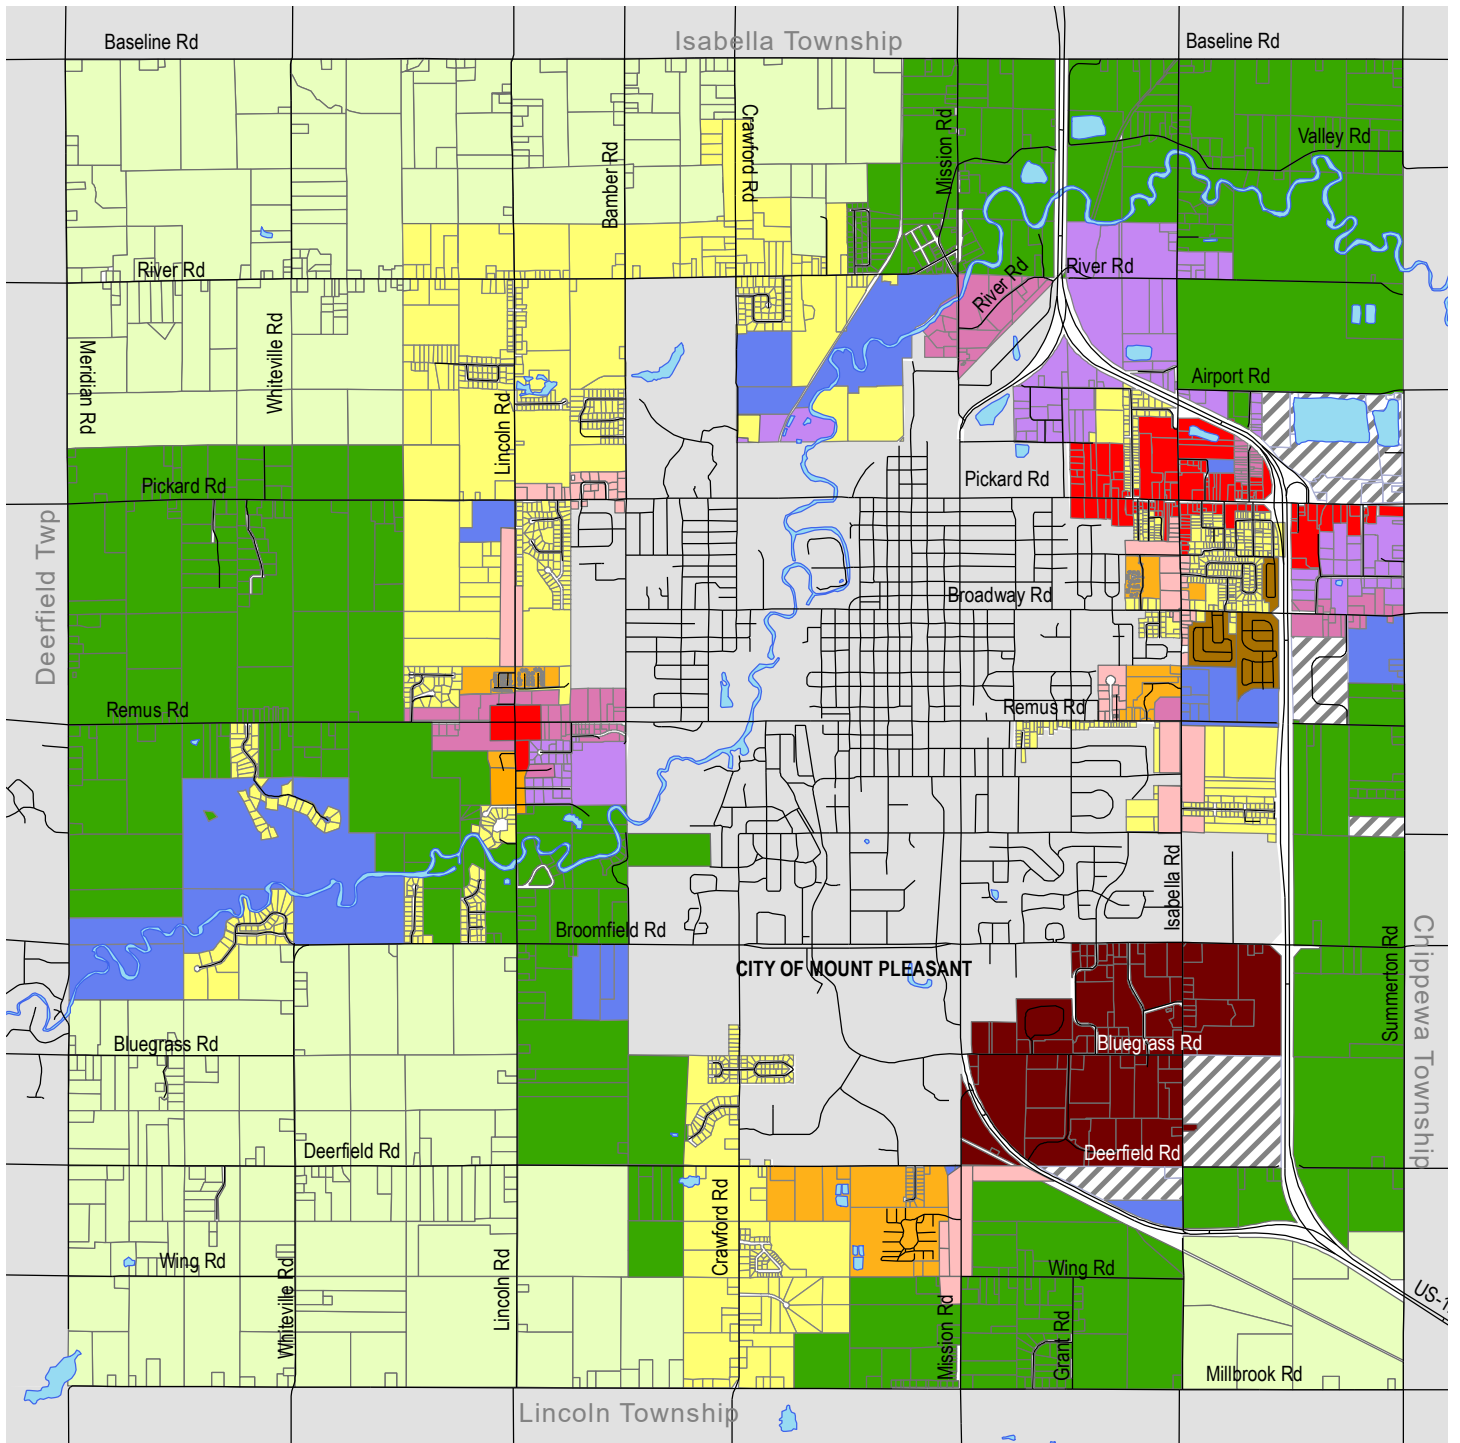 Baseline Rd
Isabella Township
Baseline Rd
Valley Rd
Crawford Rd
Mission Rd
Bamber Rd
River Rd
River Rd
River Rd
Meridian Rd
Whiteville Rd
Airport Rd
Lincoln Rd
Pickard Rd
Pickard Rd
Deerfield Twp
Broadway Rd
Remus Rd
Remus Rd
Isabella Rd
Broomfield Rd
CITY OF MOUNT PLEASANT
Summerton Rd
Chippewa Township
Bluegrass Rd
Bluegrass Rd
Deerfield Rd
Deerfield Rd
Crawford Rd
Wing Rd
Wing Rd
Whiteville Rd
Lincoln Rd
Mission Rd
Grant Rd
US-1
Millbrook Rd
Lincoln Township